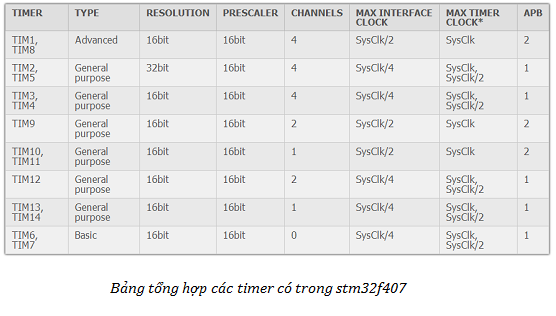 TIMER TYPE RESOLUTION PRESCALER CHANNELS MAX INTERFACE CLOCK MAX TIMER CLOCK* APB
TIM1, TIM8 Advanced 16bit 16bit 4 SysClk/2 SysClk 2
TIM2, TIM5 General purpose 32bit 16bit 4 SysClk/4 SysClk, SysClk/2 1
TIM3, TIM4 General purpose 16bit 16bit 4 SysClk/4 SysClk, SysClk/2 1
TIM9 General purpose 16bit 16bit 2 SysClk/2 SysClk 2
TIM10, TIM11 General purpose 16bit 16bit 1 SysClk/2 SysClk 2
TIM12 General purpose 16bit 16bit 2 SysClk/4 SysClk, SysClk/2 1
TIM13, TIM14 General purpose 16bit 16bit 1 SysClk/4 SysClk, SysClk/2 1
TIM6, TIM7 Basic 16bit 16bit 0 SysClk/4 SysClk, SysClk/2 1
Bảng tổng hợp các timer có trong stm32f407